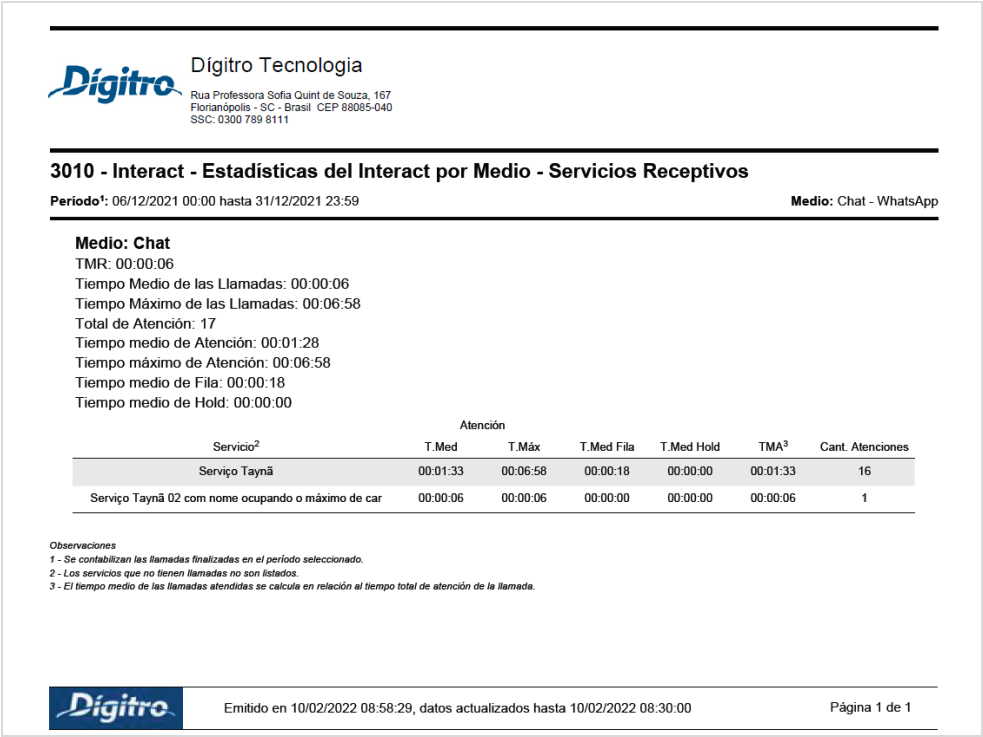 Dígitro
Dígitro Tecnologia
Rua Professora Sofia Quint de Souza, 167
Florianópolis - SC - Brasil CEP 88085-040
SSC: 0300 789 8111
3010 - Interact - Estadísticas del Interact por Medio - Servicios Receptivos
Período¹: 06/12/2021 00:00 hasta 31/12/2021 23:59 Medio: Chat - WhatsApp
Medio: Chat
TMR: 00:00:06
Tiempo Medio de las Llamadas: 00:00:06
Tiempo Máximo de las Llamadas: 00:06:58
Total de Atención: 17
Tiempo medio de Atención: 00:01:28
Tiempo máximo de Atención: 00:06:58
Tiempo medio de Fila: 00:00:18
Tiempo medio de Hold: 00:00:00
Atención
Servicio² T.Med T.Máx T.Med Fila T.Med Hold TMA³ Cant. Atenciones
Serviço Taynã 00:01:33 00:06:58 00:00:18 00:00:00 00:01:33 16
Serviço Taynã 02 com nome ocupando o máximo de car 00:00:06 00:00:06 00:00:00 00:00:00 00:00:06 1
Observaciones
1 - Se contabilizan las llamadas finalizadas en el período seleccionado.
2 - Los servicios que no tienen llamadas no son listados.
3 - El tiempo medio de las llamadas atendidas se calcula en relación al tiempo total de atención de la llamada.
Dígitro Emitido en 10/02/2022 08:58:29, datos actualizados hasta 10/02/2022 08:30:00 Página 1 de 1